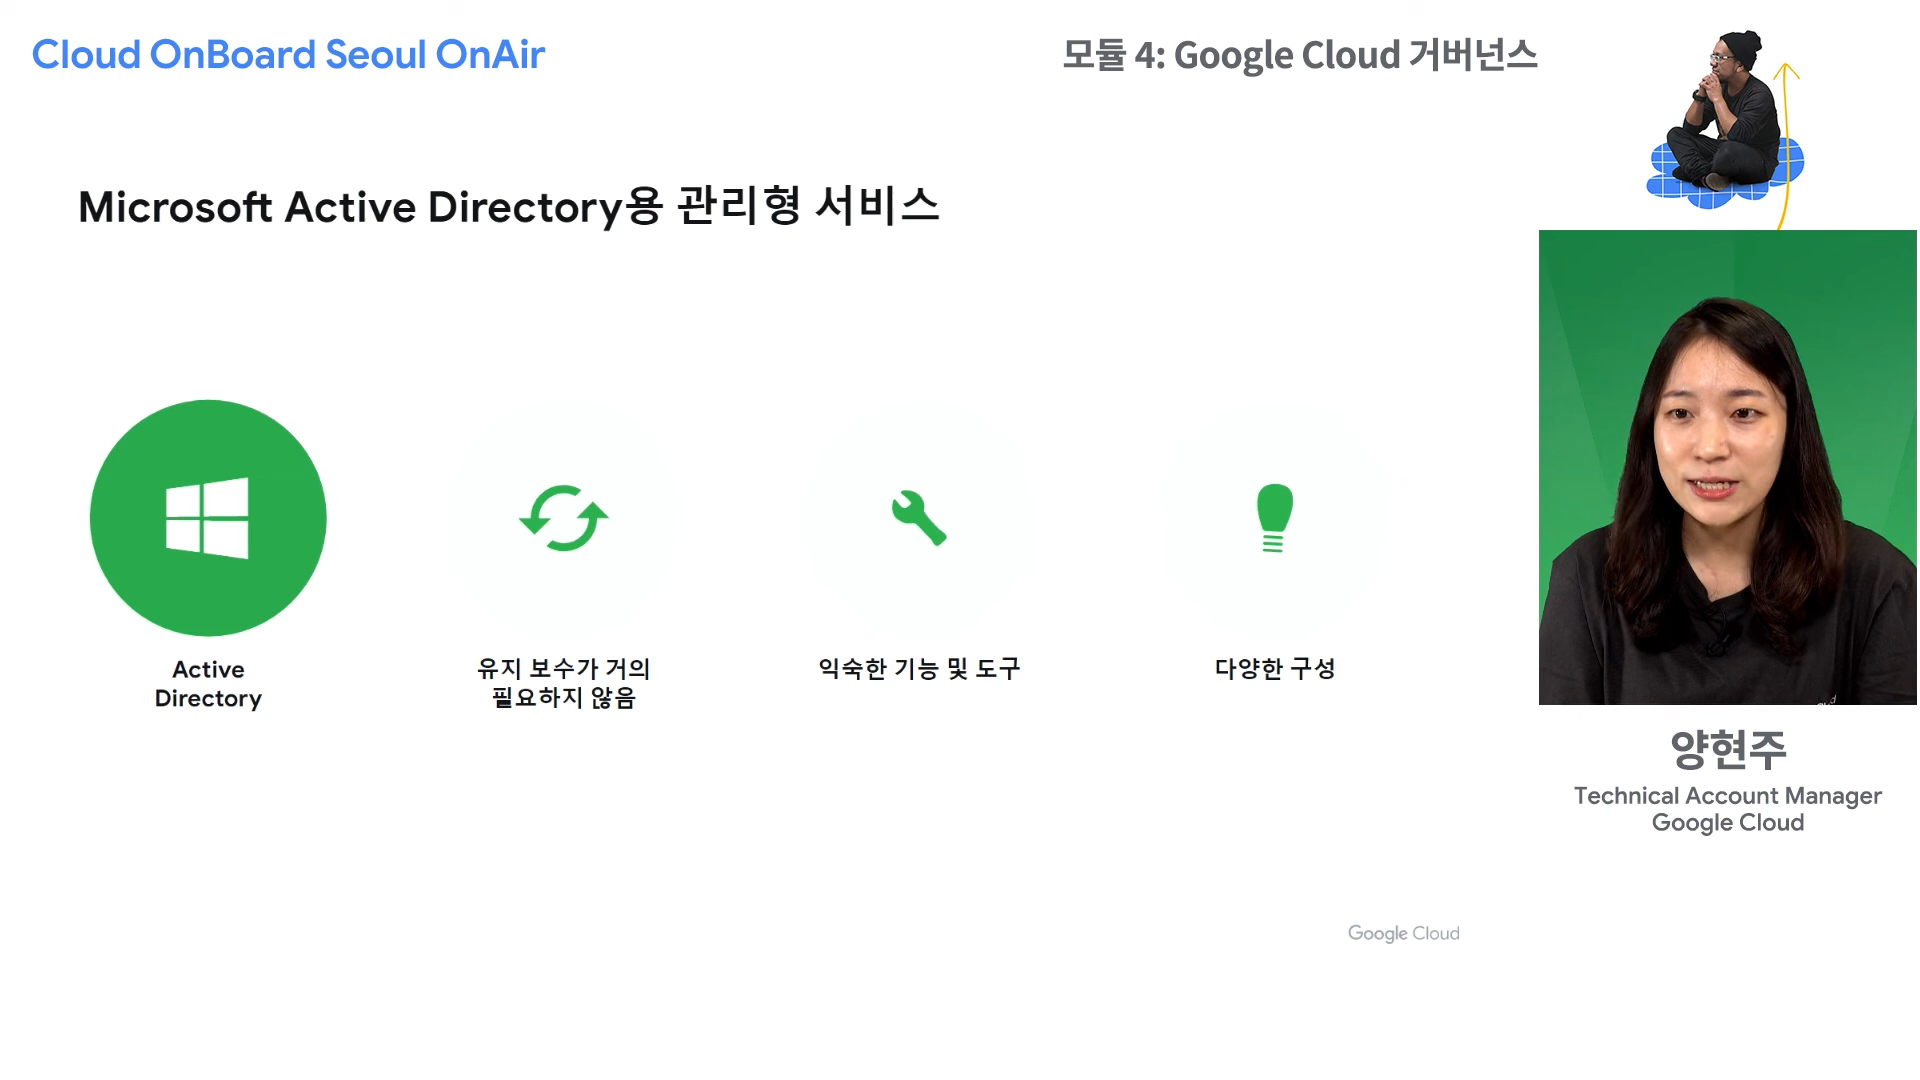 Cloud OnBoard Seoul OnAir
모듈 4: Google Cloud 거버넌스
Microsoft Active Directory용 관리형 서비스
Active
Directory
유지 보수가 거의
필요하지 않음
익숙한 기능 및 도구
다양한 구성
양현주
Technical Account Manager
Google Cloud
Google Cloud